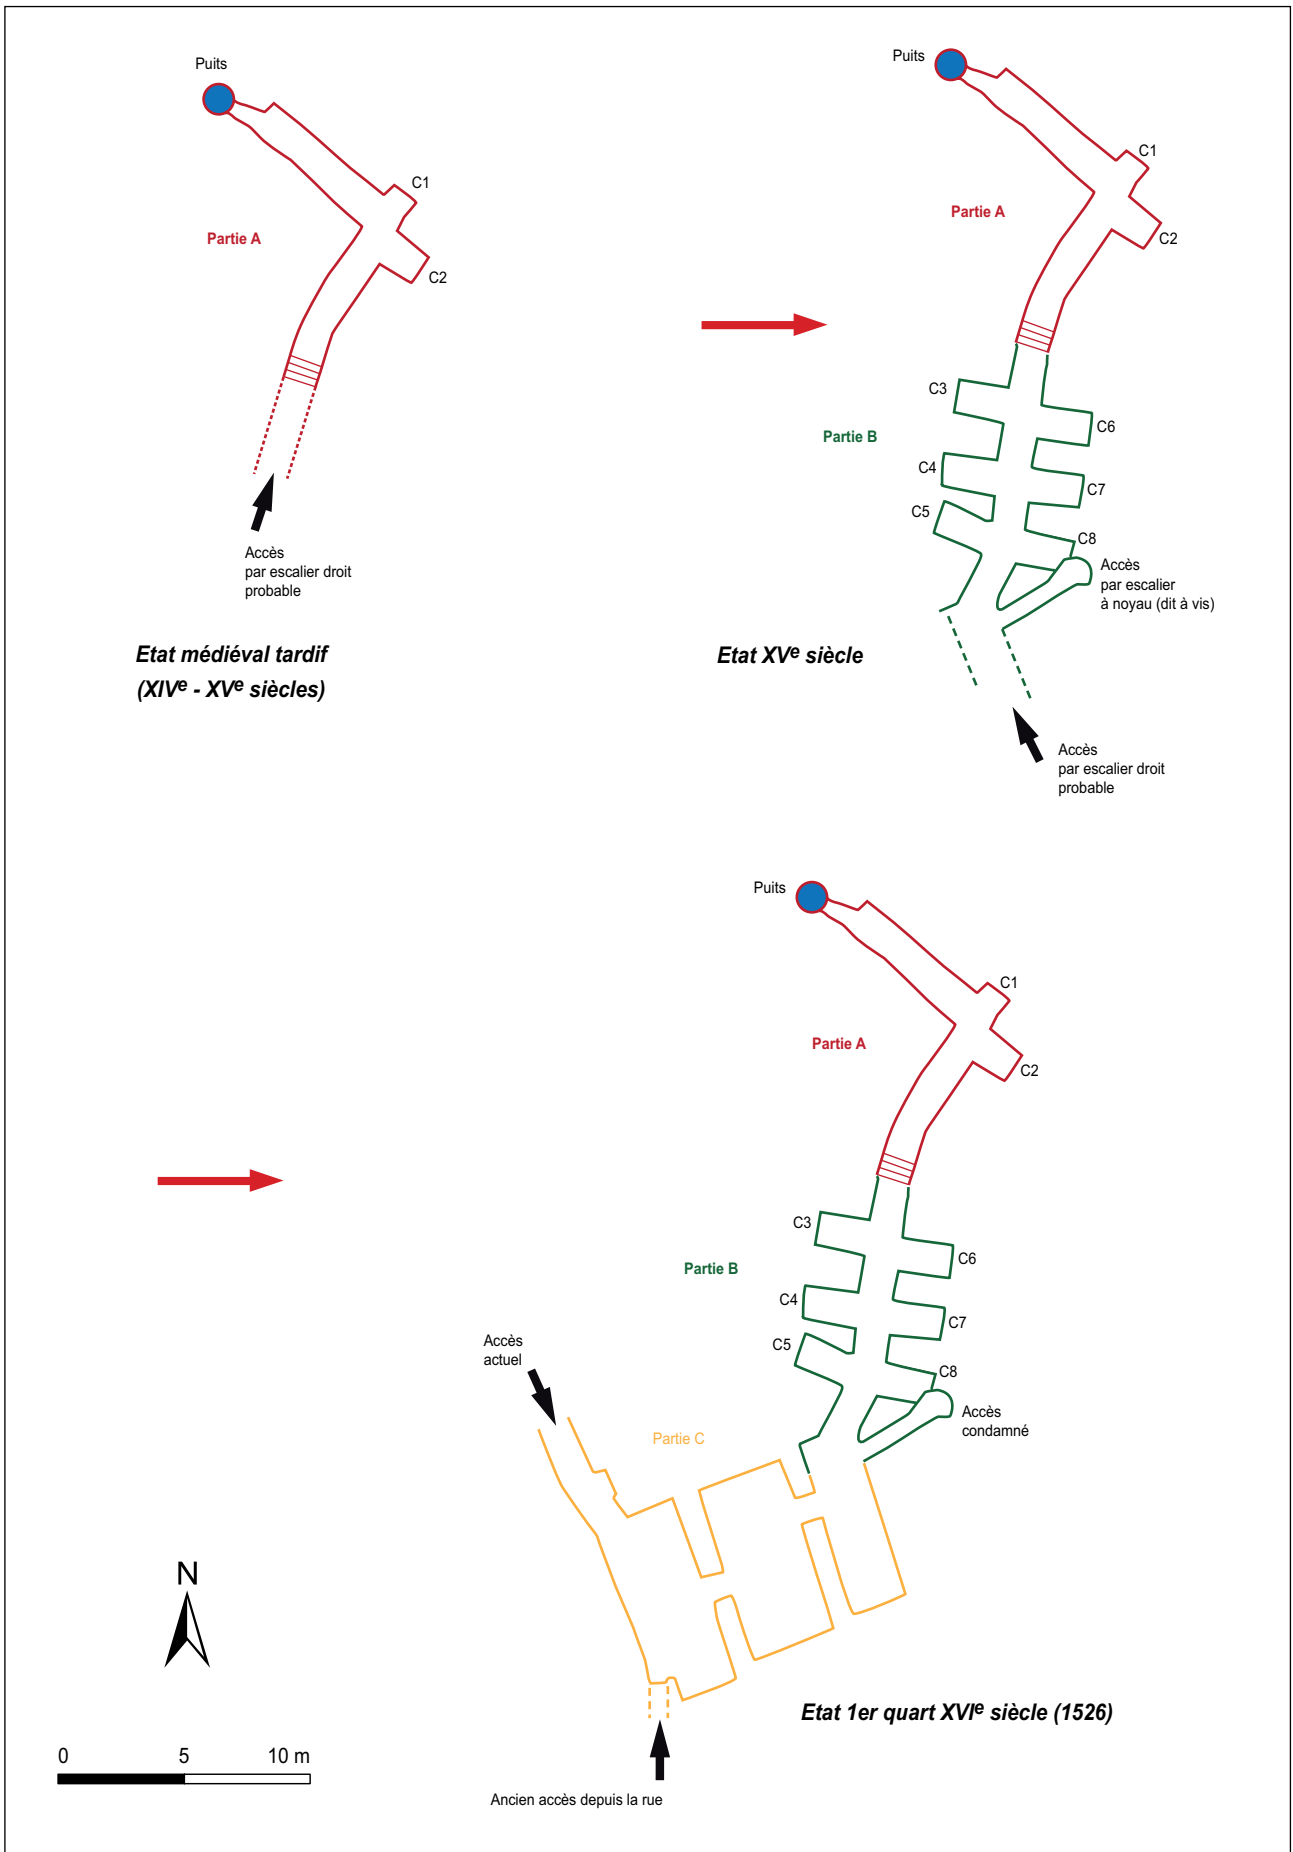 Puits
C1
Partie A
C2
Accès
par escalier droit
probable
Etat médiéval tardif
(XIVe - XVe siècles)
Puits
C1
Partie A
C2
C3
C6
Partie B
C4
C7
C5
C8
Accès
par escalier
à noyau (dit à vis)
Etat XVe siècle
Accès
par escalier droit
probable
Puits
C1
Partie A
C2
C3
C6
Partie B
C4
C7
C5
C8
Accès
actuel
Accès
condamné
Partie C
N
Etat 1er quart XVIe siècle (1526)
0 5 10 m
Ancien accès depuis la rue